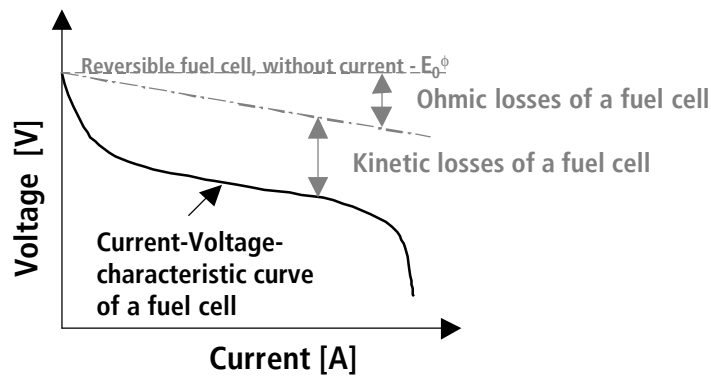 Reversible fuel cell, without current - E₀ᶲ
Ohmic losses of a fuel cell
Kinetic losses of a fuel cell
Voltage [V]
Current-Voltage-
characteristic curve
of a fuel cell
Current [A]